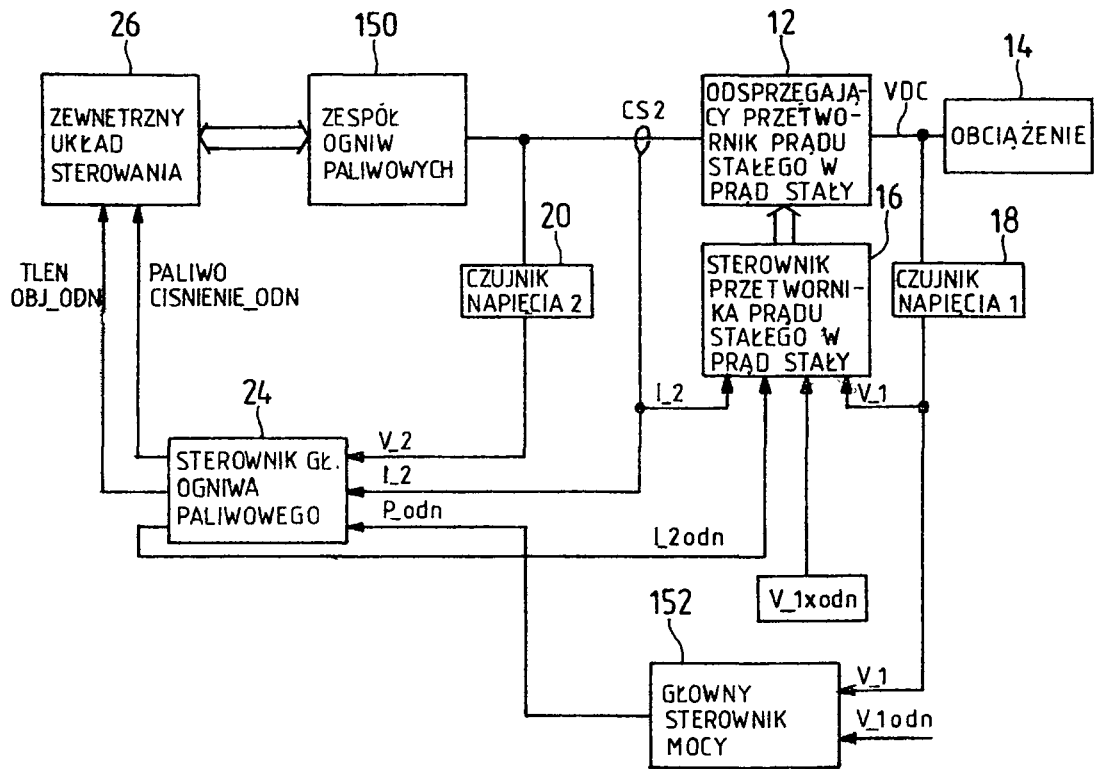 26
150
12
14
ZEWNETRZNY
UKŁAD
STEROWANIA
ZESPÓŁ
OGNIW
PALIWOWYCH
CS2
ODSPRZĘGAJĄ-
CY PRZETWO-
RNIK PRĄDU
STAŁEGO W
PRĄD STAŁY
VDC
OBCIĄŻENIE
TLEN
OBJ_ODN
PALIWO
CISNIENIE_ODN
20
CZUJNIK
NAPIĘCIA 2
16
STEROWNIK
PRZETWORNI-
KA PRĄDU
STAŁEGO W
PRĄD STAŁY
18
CZUJNIK
NAPIĘCIA 1
I_2
V_1
24
STEROWNIK GŁ.
OGNIWA
PALIWOWEGO
V_2
I_2
P_odn
I_2odn
V_1xodn
152
GŁOWNY
STEROWNIK
MOCY
V_1
V_1odn